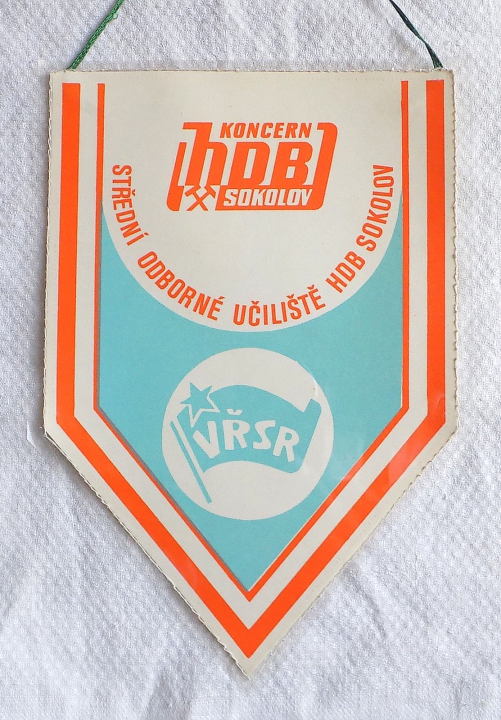 KONCERN
HDB
SOKOLOV
STŘEDNÍ ODBORNÉ UČILIŠTĚ HDB SOKOLOV
VŘSR